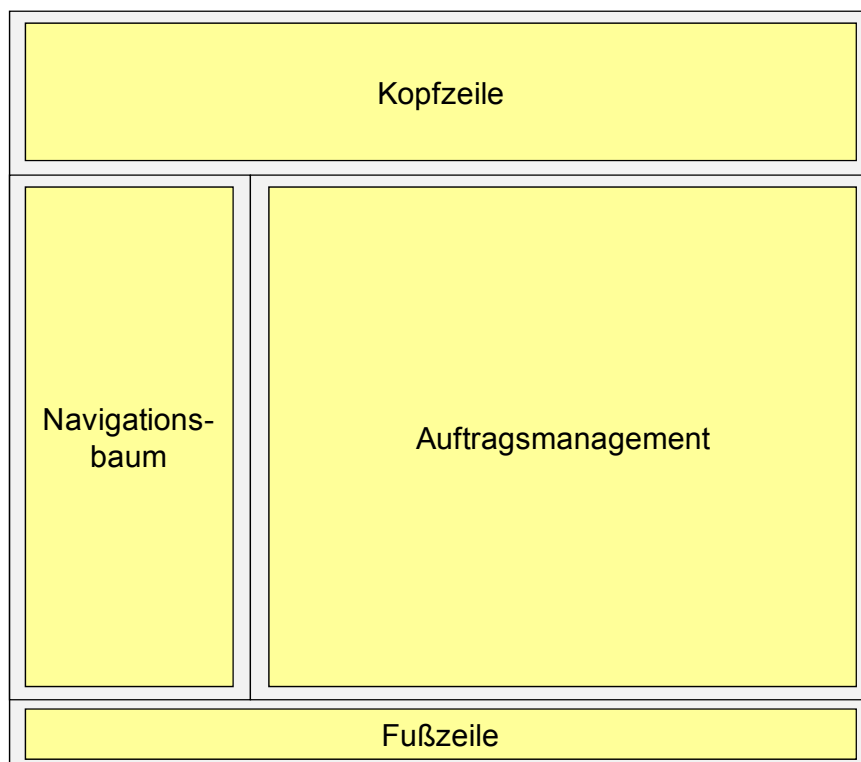 Kopfzeile
Navigations-
baum
Auftragsmanagement
Fußzeile